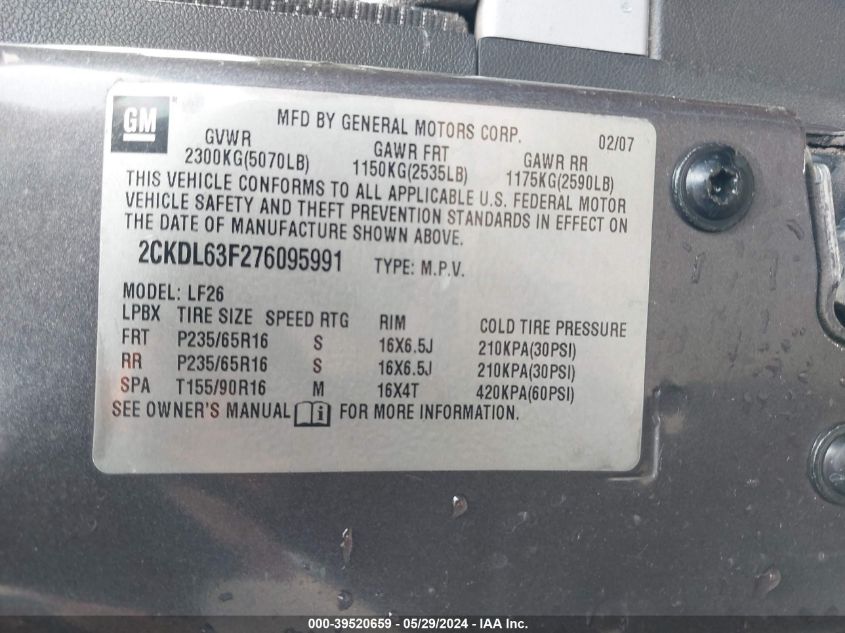 GM
MFD BY GENERAL MOTORS CORP. 02/07
GVWR GAWR FRT GAWR RR
2300KG(5070LB) 1150KG(2535LB) 1175KG(2590LB)
THIS VEHICLE CONFORMS TO ALL APPLICABLE U.S. FEDERAL MOTOR
VEHICLE SAFETY AND THEFT PREVENTION STANDARDS IN EFFECT ON
THE DATE OF MANUFACTURE SHOWN ABOVE.
2CKDL63F276095991 TYPE: M.P.V.
MODEL: LF26
LPBX TIRE SIZE SPEED RTG RIM COLD TIRE PRESSURE
FRT P235/65R16 S 16X6.5J 210KPA(30PSI)
RR P235/65R16 S 16X6.5J 210KPA(30PSI)
SPA T155/90R16 M 16X4T 420KPA(60PSI)
SEE OWNER'S MANUAL i FOR MORE INFORMATION.
000-39520659 - 05/29/2024 - IAA Inc.